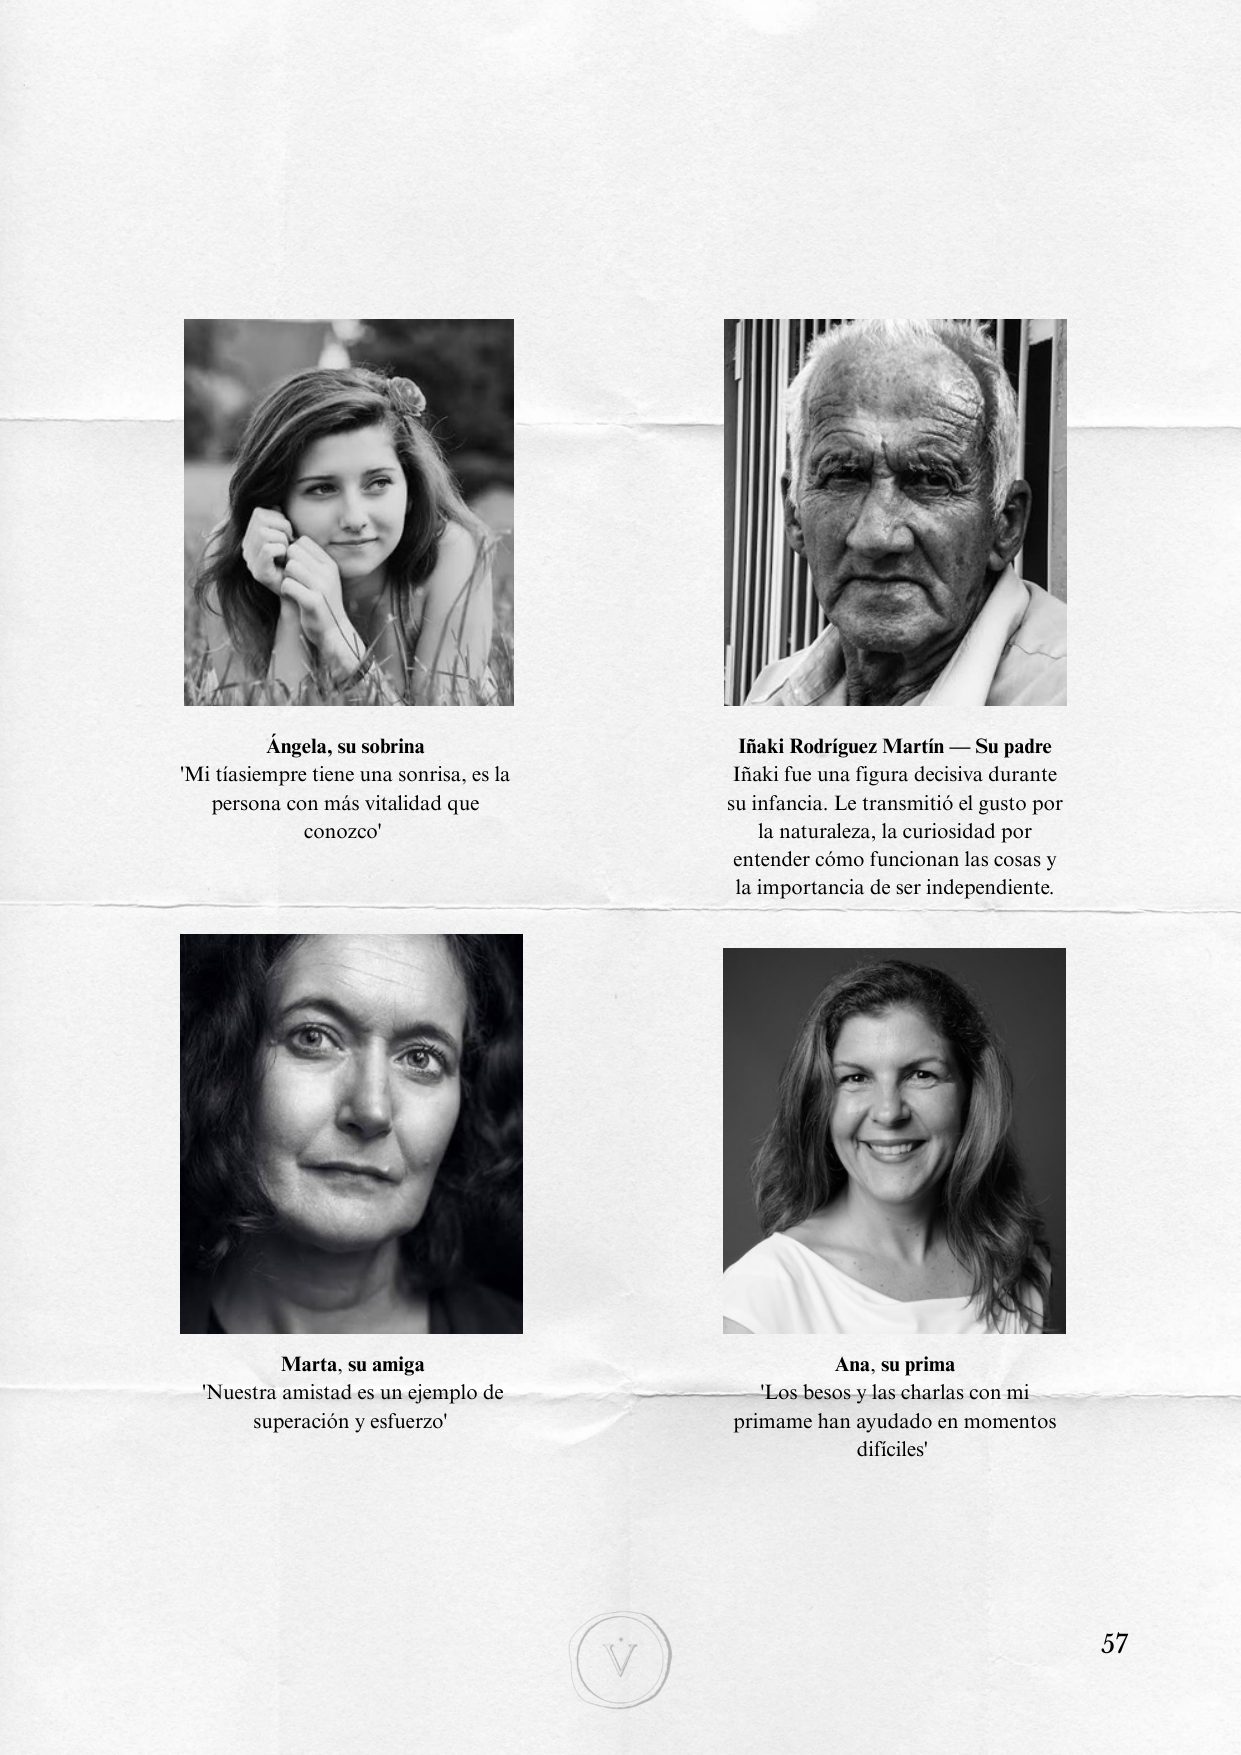 Ángela, su sobrina
'Mi tíasiempre tiene una sonrisa, es la
persona con más vitalidad que
conozco'
Iñaki Rodríguez Martín — Su padre
Iñaki fue una figura decisiva durante
su infancia. Le transmitió el gusto por
la naturaleza, la curiosidad por
entender cómo funcionan las cosas y
la importancia de ser independiente.
Marta, su amiga
'Nuestra amistad es un ejemplo de
superación y esfuerzo'
Ana, su prima
'Los besos y las charlas con mi
primame han ayudado en momentos
difíciles'
V
57